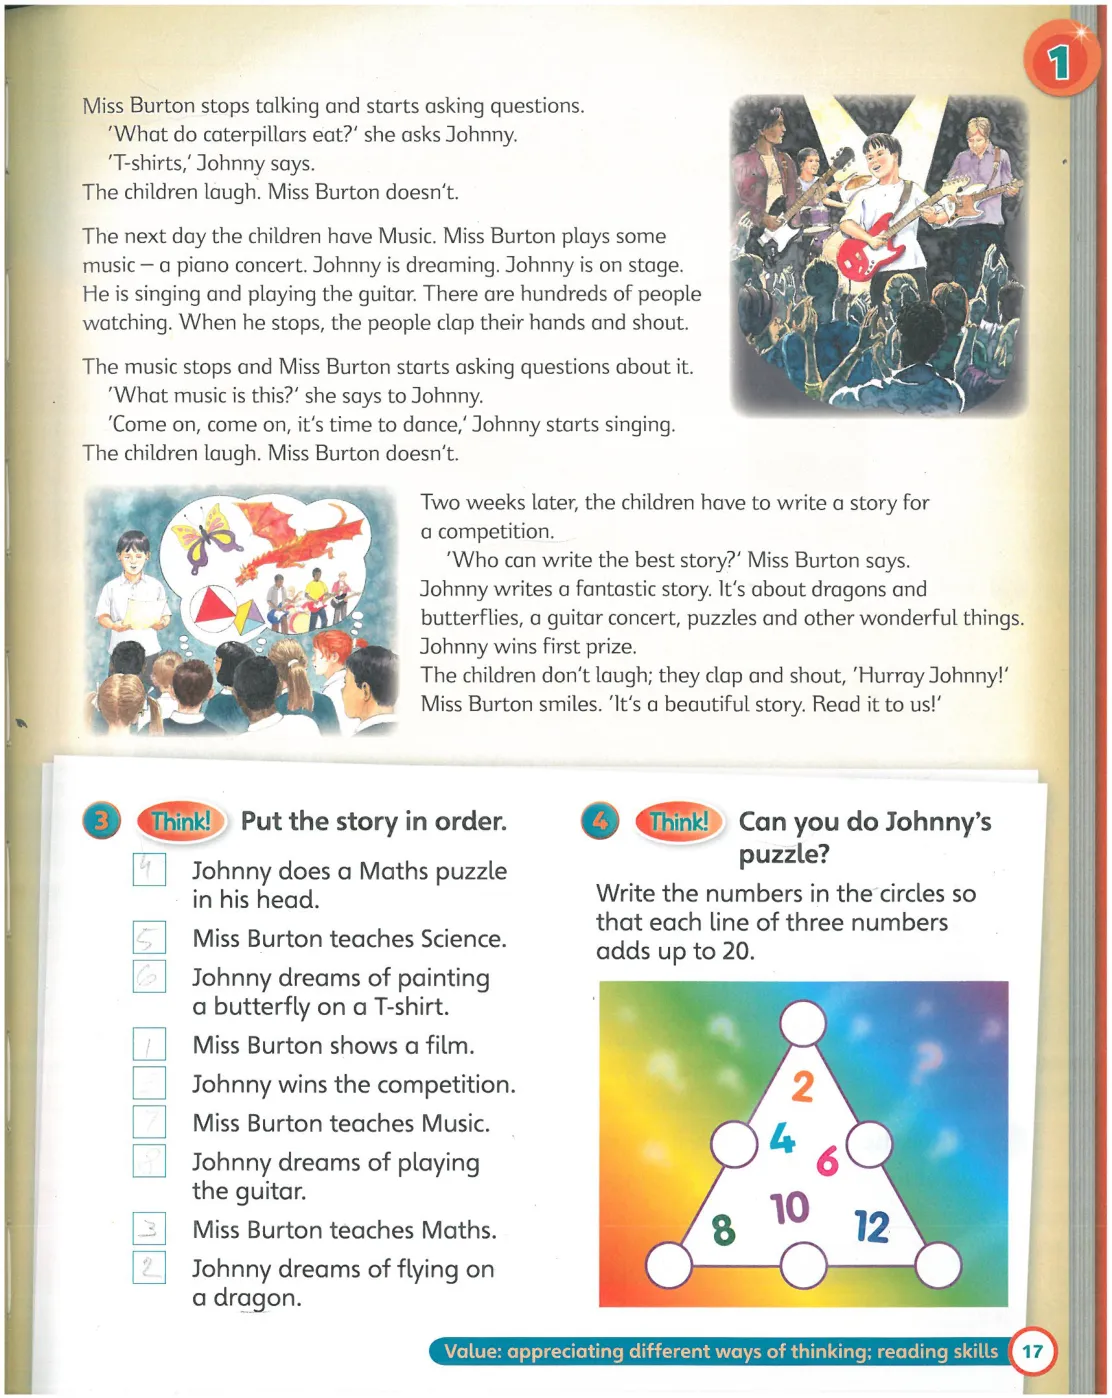 1
Miss Burton stops talking and starts asking questions.
'What do caterpillars eat?' she asks Johnny.
'T-shirts,' Johnny says.
The children laugh. Miss Burton doesn't.
The next day the children have Music. Miss Burton plays some
music – a piano concert. Johnny is dreaming. Johnny is on stage.
He is singing and playing the guitar. There are hundreds of people
watching. When he stops, the people clap their hands and shout.
The music stops and Miss Burton starts asking questions about it.
'What music is this?' she says to Johnny.
'Come on, come on, it's time to dance,' Johnny starts singing.
The children laugh. Miss Burton doesn't.
Two weeks later, the children have to write a story for
a competition.
'Who can write the best story?' Miss Burton says.
Johnny writes a fantastic story. It's about dragons and
butterflies, a guitar concert, puzzles and other wonderful things.
Johnny wins first prize.
The children don't laugh; they clap and shout, 'Hurray Johnny!'
Miss Burton smiles. 'It's a beautiful story. Read it to us!'
3 Think! Put the story in order.
4 Johnny does a Maths puzzle
in his head.
5 Miss Burton teaches Science.
6 Johnny dreams of painting
a butterfly on a T-shirt.
1 Miss Burton shows a film.
Johnny wins the competition.
7 Miss Burton teaches Music.
8 Johnny dreams of playing
the guitar.
3 Miss Burton teaches Maths.
2 Johnny dreams of flying on
a dragon.
4 Think! Can you do Johnny's
puzzle?
Write the numbers in the circles so
that each line of three numbers
adds up to 20.
2
4
6
10
8
12
Value: appreciating different ways of thinking; reading skills 17